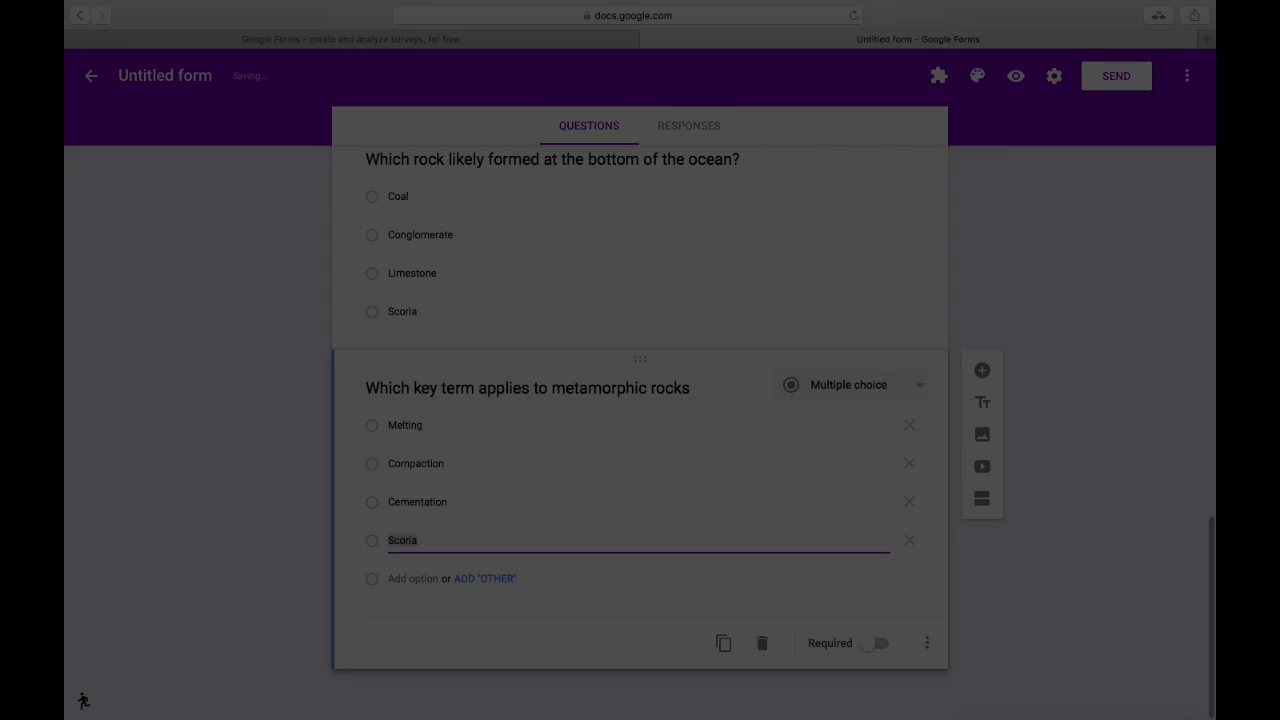 docs.google.com
Google Forms - create and analyze surveys, for free.
Untitled form - Google Forms
Untitled form
Saving...
SEND
QUESTIONS
RESPONSES
Which rock likely formed at the bottom of the ocean?
Coal
Conglomerate
Limestone
Scoria
Which key term applies to metamorphic rocks
Multiple choice
Melting
Compaction
Cementation
Scoria
Add option or ADD "OTHER"
Required